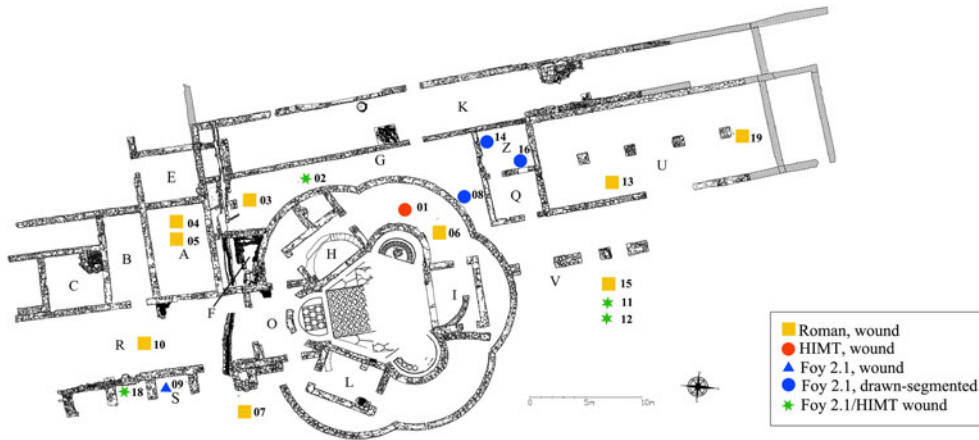 K
14
Z
16
G
U
19
E
02
13
03
Q
08
01
04
06
05
B
A
H
C
V
F
I
15
11
O
12
R
10
L
18
09
S
07
0
5m
10m
Roman, wound
HIMT, wound
Foy 2.1, wound
Foy 2.1, drawn-segmented
Foy 2.1/HIMT wound